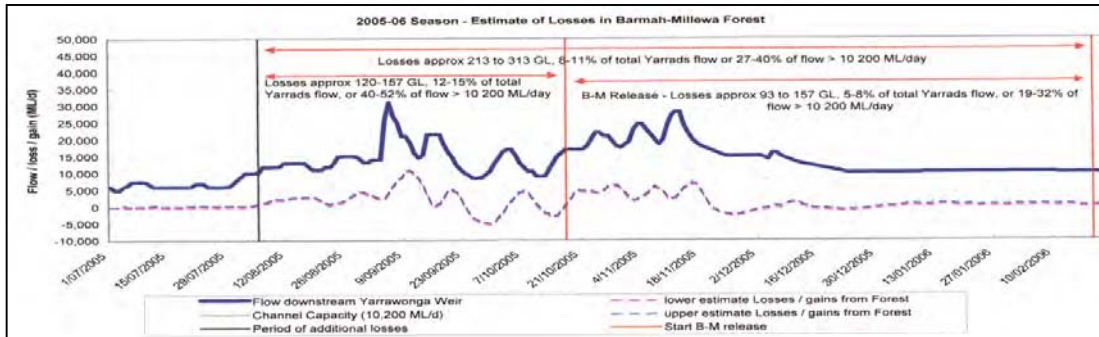 2005-06 Season - Estimate of Losses in Barmah-Millewa Forest
50,000
45,000
40,000
35,000
30,000
25,000
20,000
15,000
10,000
5,000
0
-5,000
-10,000
Flow / loss / gain (ML/d)
Losses approx 213 to 313 GL, 8-11% of total Yarrads flow or 27-40% of flow > 10 200 ML/day
Losses approx 120-157 GL, 12-15% of total
Yarrads flow, or 40-52% of flow > 10 200 ML/day
B-M Release - Losses approx 93 to 157 GL, 5-8% of total Yarrads flow, or 19-32% of
flow > 10 200 ML/day
1/07/2005
15/07/2005
29/07/2005
12/08/2005
26/08/2005
9/09/2005
23/09/2005
7/10/2005
21/10/2005
4/11/2005
18/11/2005
2/12/2005
16/12/2005
30/12/2005
13/01/2006
27/01/2006
10/02/2006
Flow downstream Yarrawonga Weir
Channel Capacity (10,200 ML/d)
Period of additional losses
lower estimate Losses / gains from Forest
upper estimate Losses / gains from Forest
Start B-M release